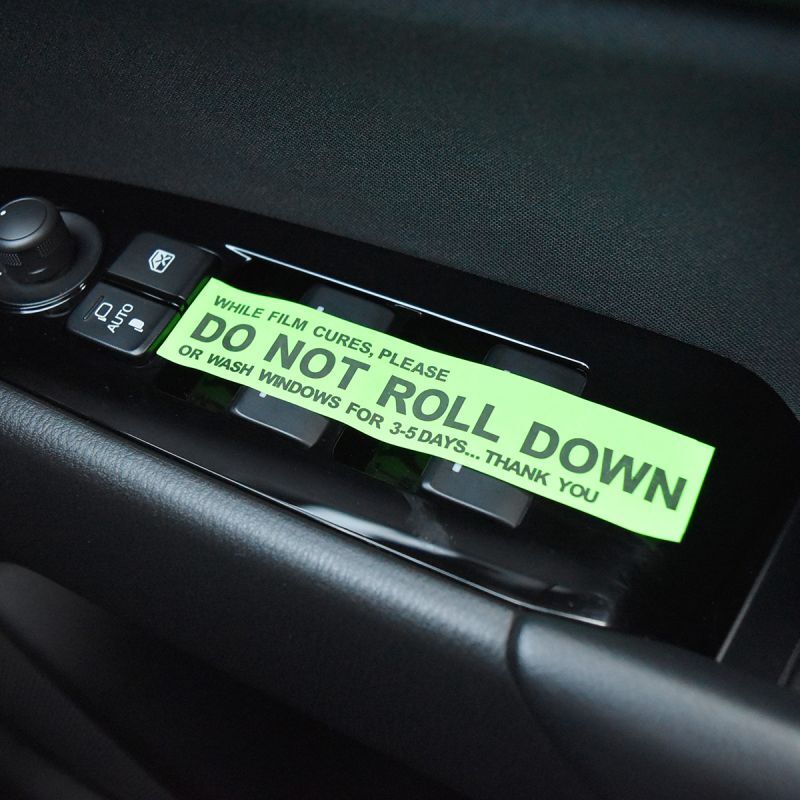 AUTO
WHILE FILM CURES, PLEASE
DO NOT ROLL DOWN
OR WASH WINDOWS FOR 3-5 DAYS... THANK YOU